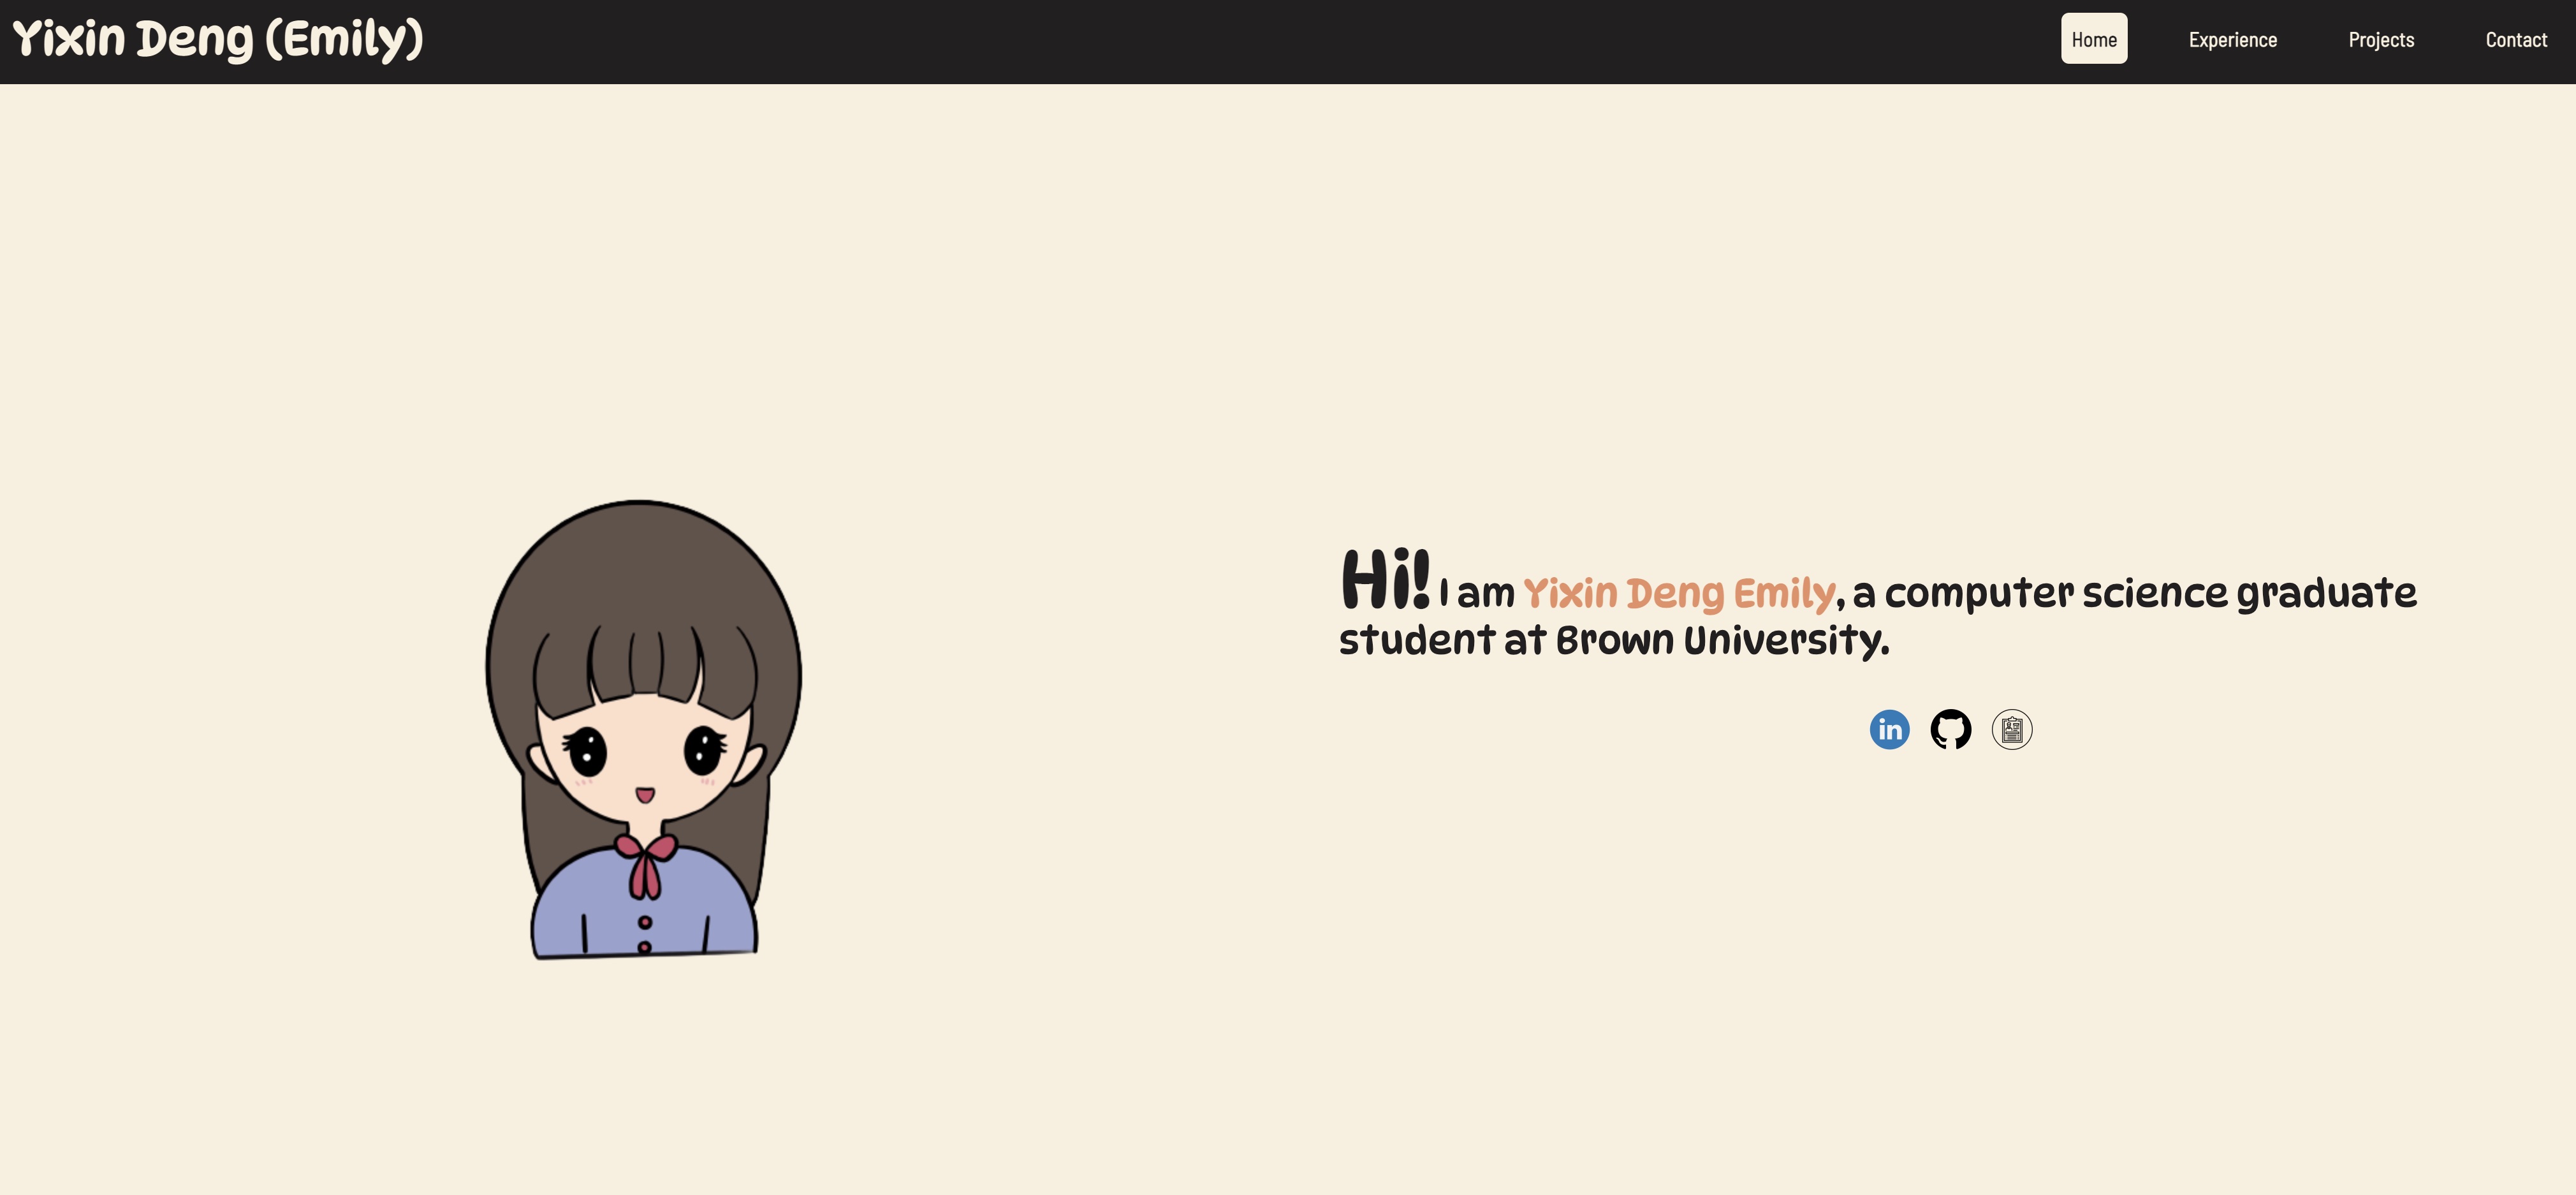 Yixin Deng (Emily)
Home Experience Projects Contact
Hi! I am Yixin Deng Emily, a computer science graduate
student at Brown University.
in